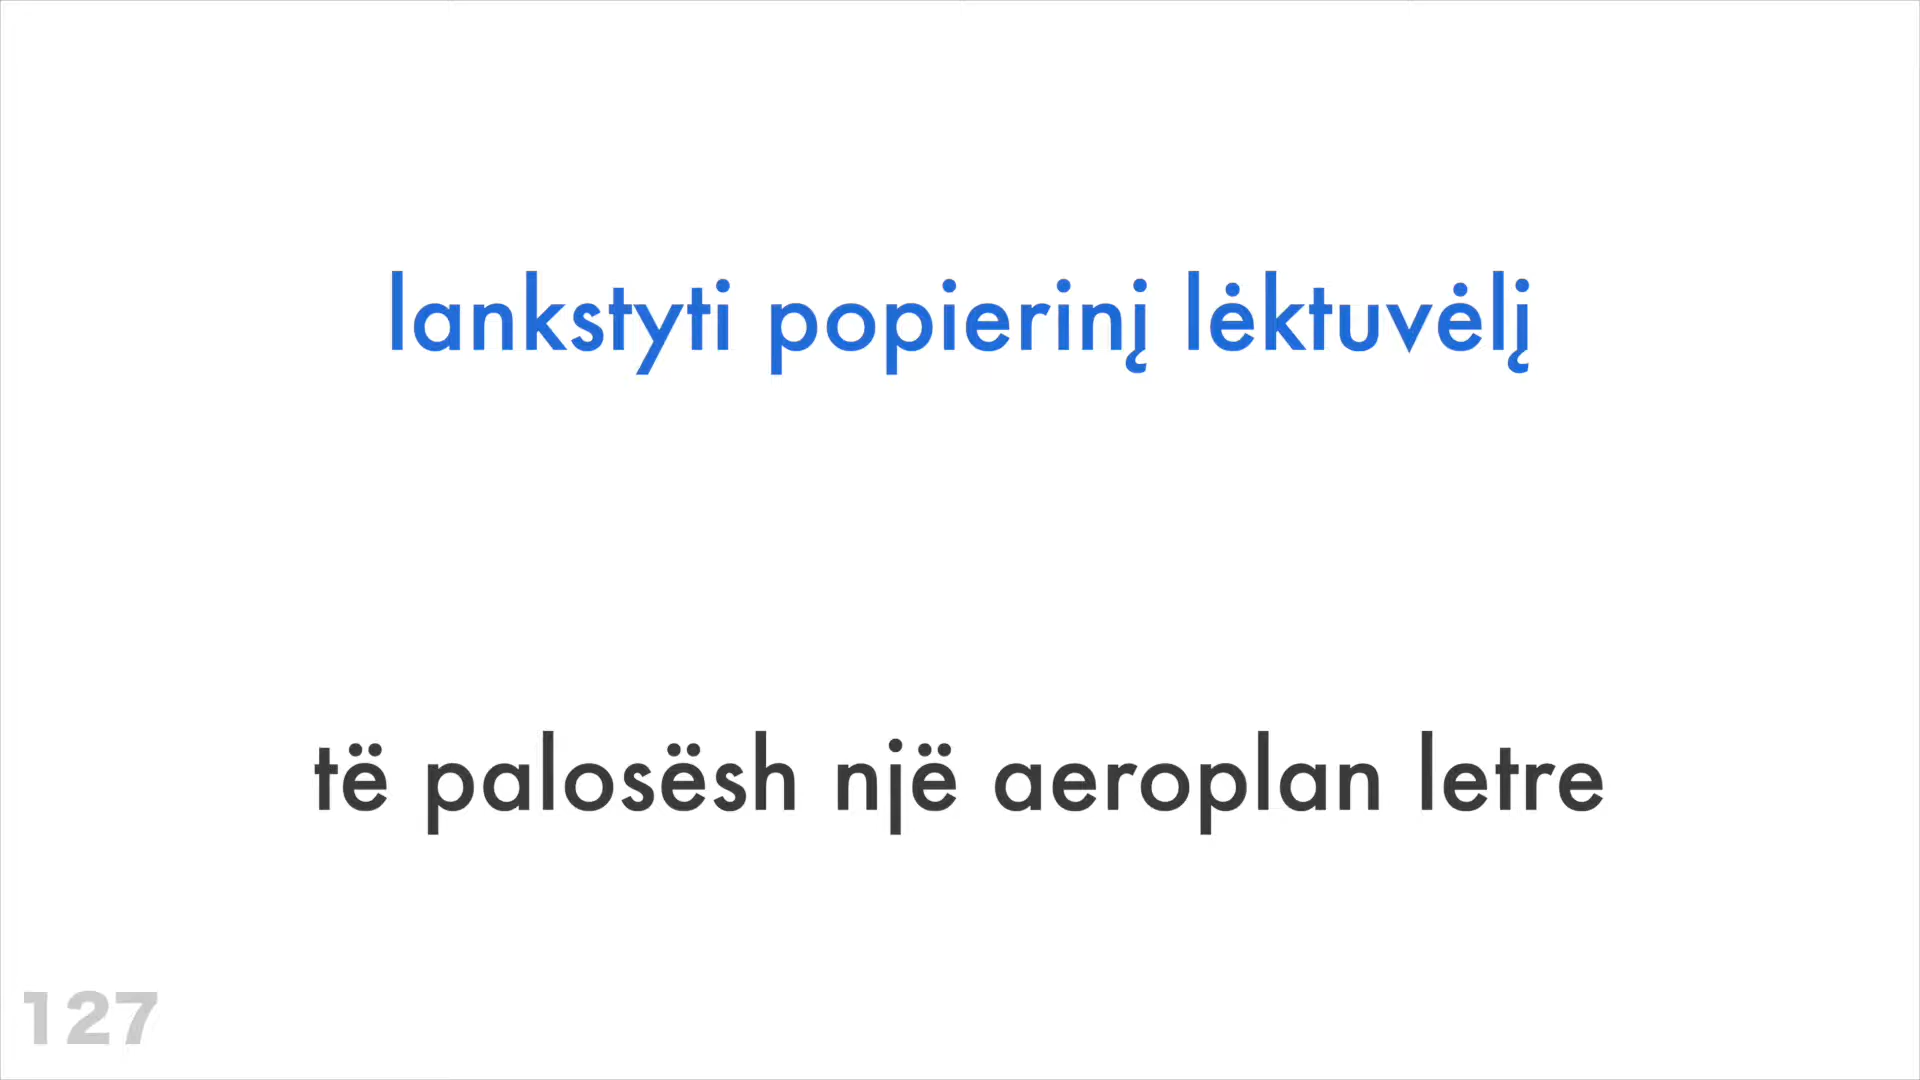 lankstyti popierinį lėktuvėlį
të palosësh një aeroplan letre
127